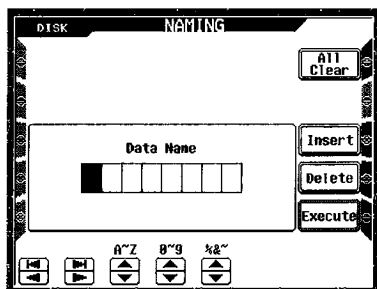 DISK NAMING
All
Clear
Data Name
Insert
Delete
Execute
A~Z 0~9 %&~